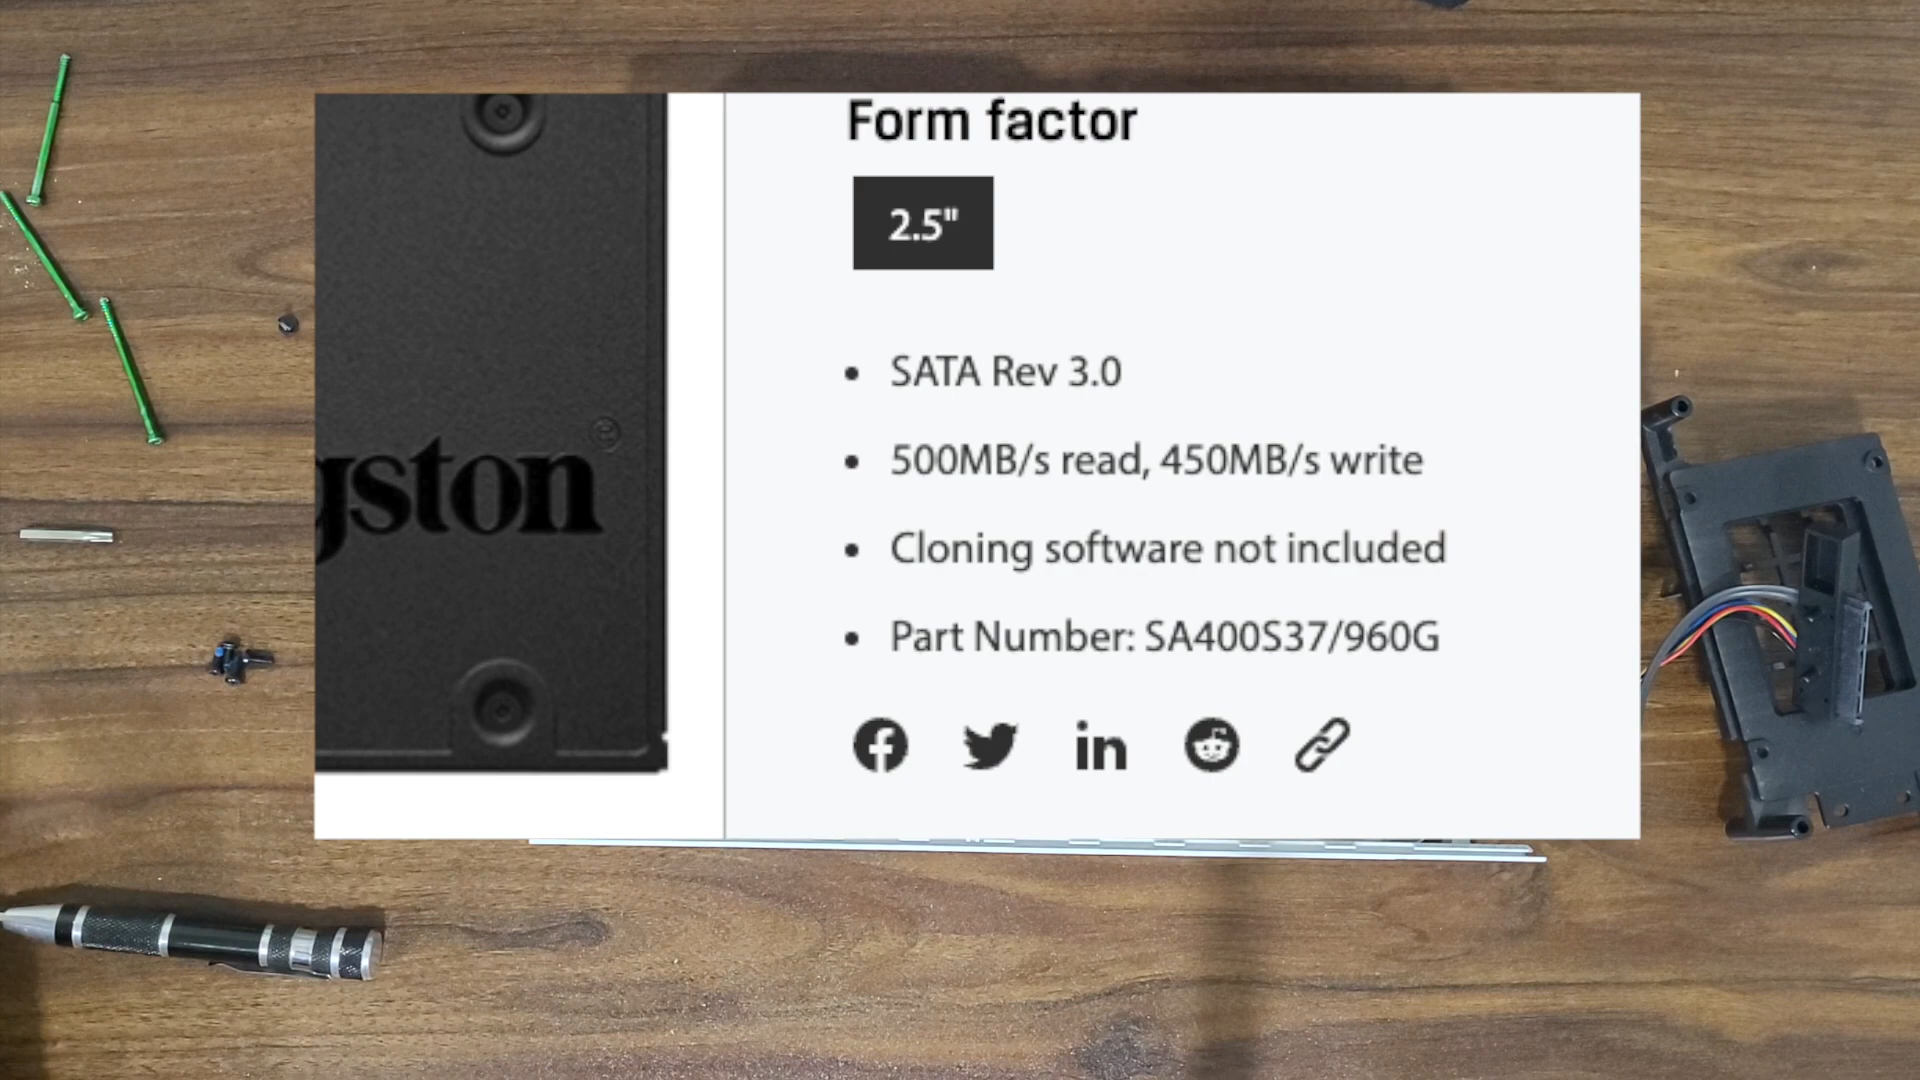 Form factor
2.5"
SATA Rev 3.0
500MB/s read, 450MB/s write
gston
®
Cloning software not included
Part Number: SA400S37/960G